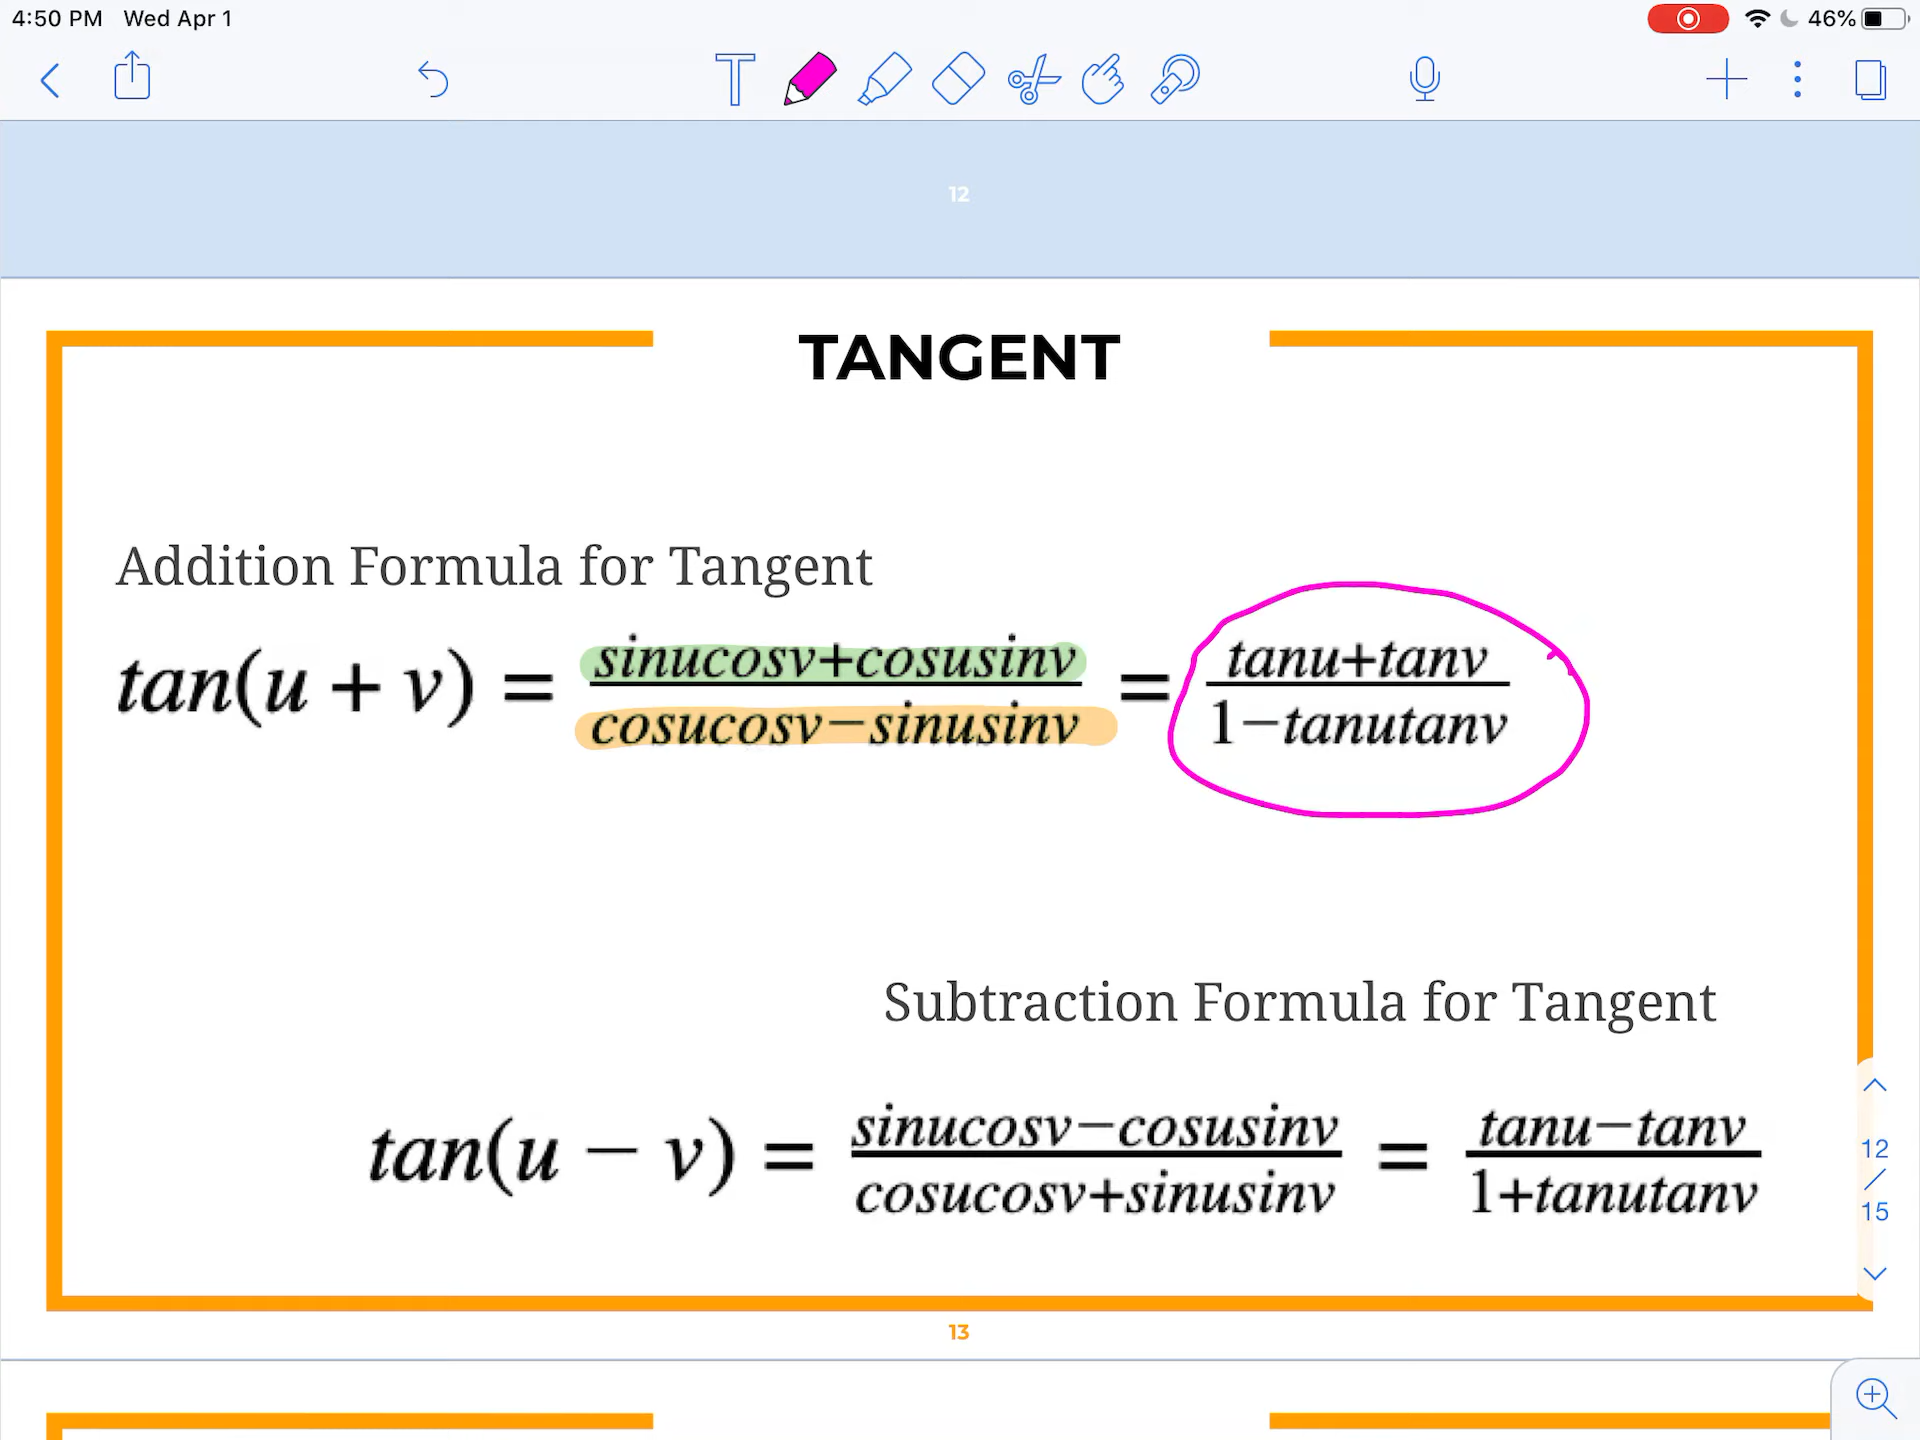 4:50 PM Wed Apr 1 46%
12
TANGENT
Addition Formula for Tangent
tan(u + v) = sinucosv+cosusinv/cosucosv−sinusinv = tanu+tanv/1−tanutanv
Subtraction Formula for Tangent
tan(u − v) = sinucosv−cosusinv/cosucosv+sinusinv = tanu−tanv/1+tanutanv
12
/
15
13